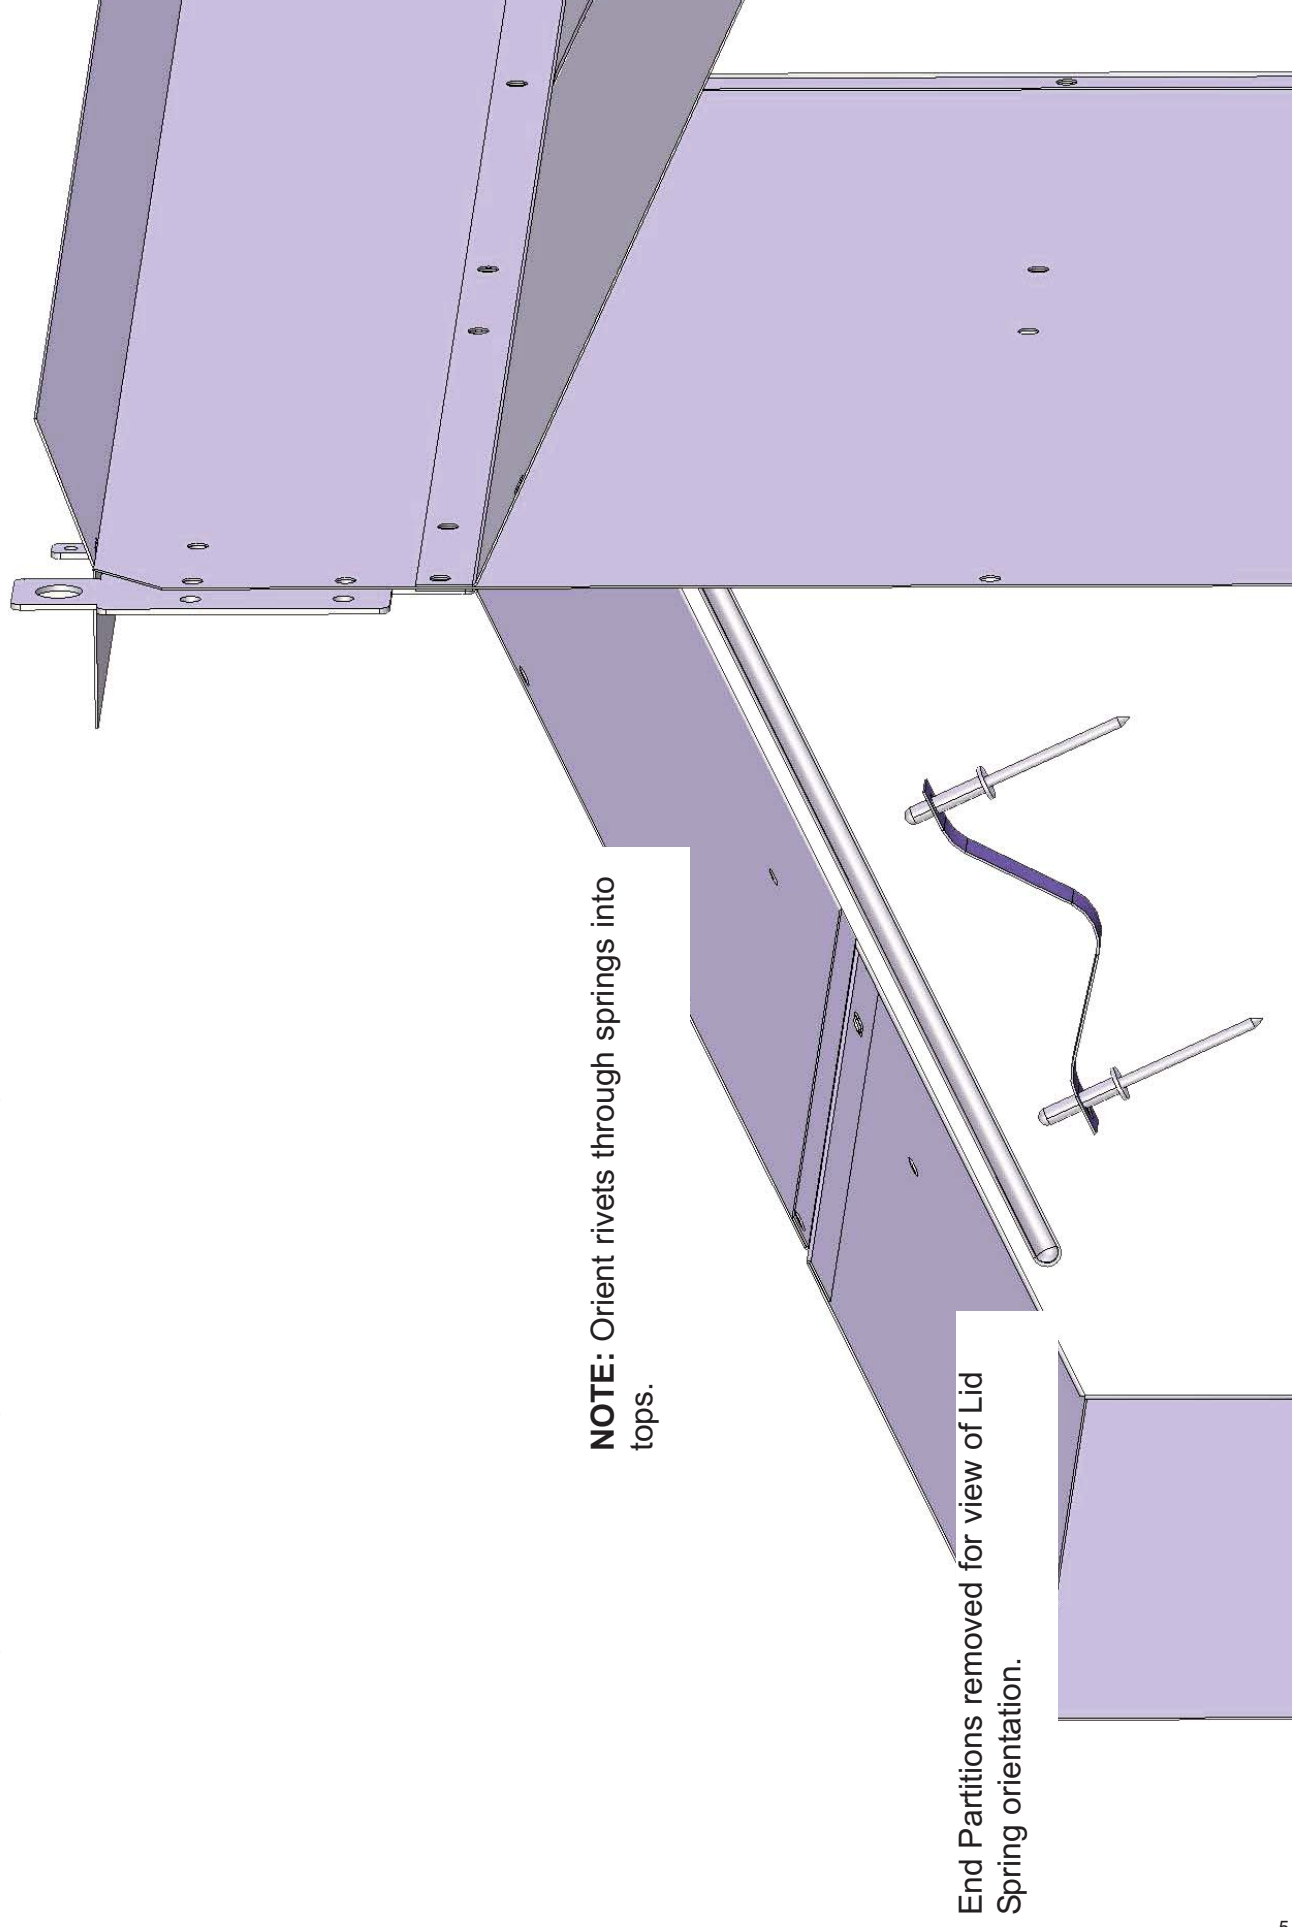 NOTE: Orient rivets through springs into
tops.
End Partitions removed for view of Lid
Spring orientation.
5